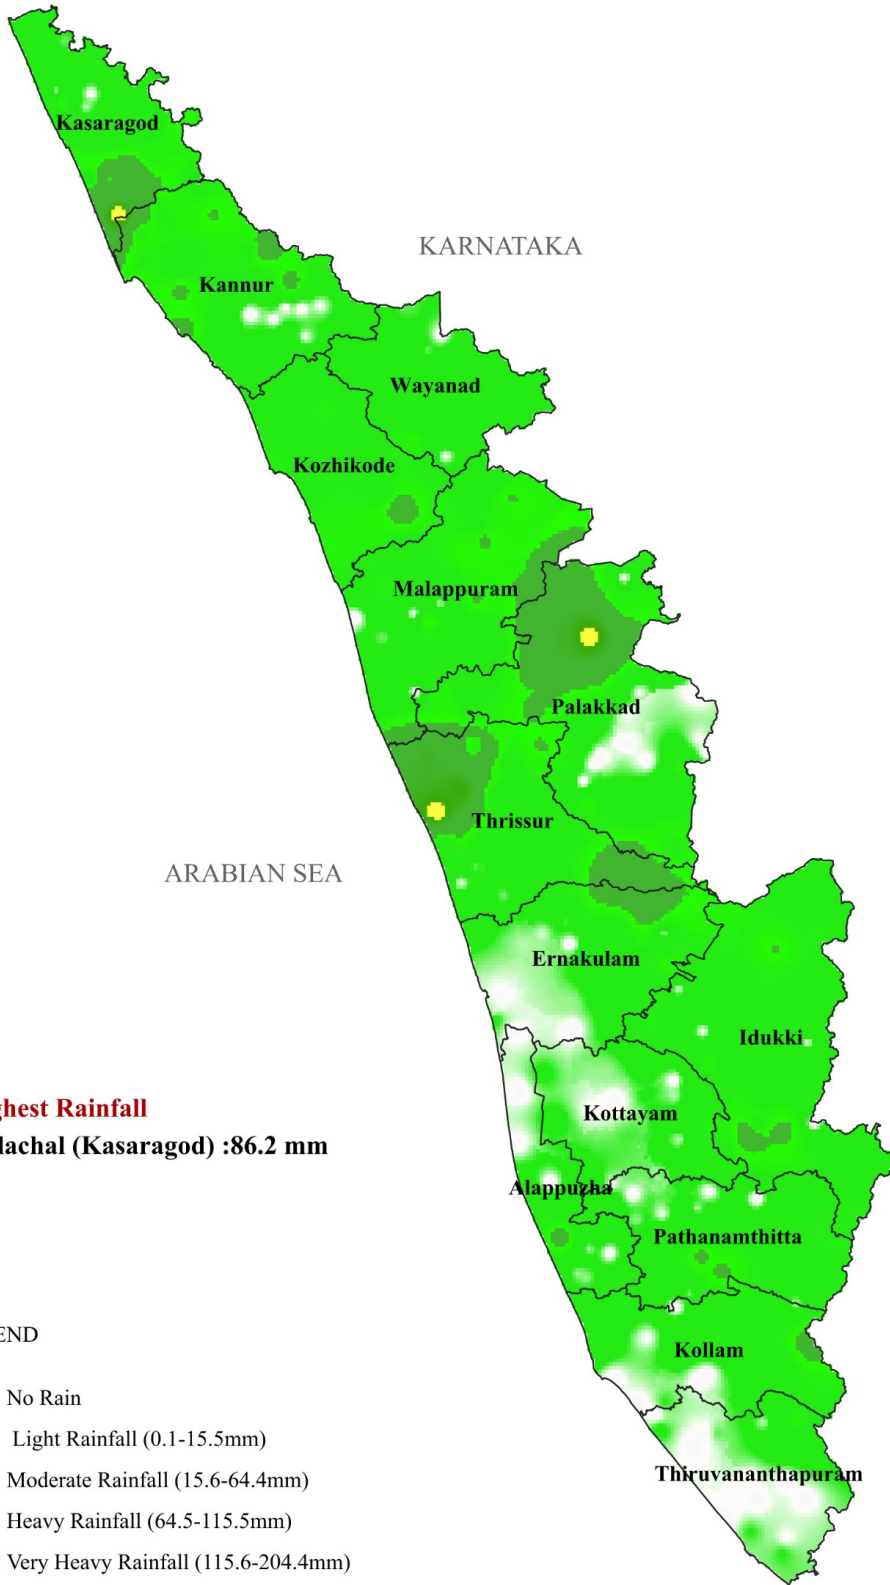 Kasaragod
KARNATAKA
Kannur
Wayanad
Kozhikode
Malappuram
Palakkad
Thrissur
ARABIAN SEA
Ernakulam
Idukki
ghest Rainfall
Kottayam
lachal (Kasaragod) :86.2 mm
Alappuzha
Pathanamthitta
END
Kollam
No Rain
Light Rainfall (0.1-15.5mm)
Thiruvananthapuram
Moderate Rainfall (15.6-64.4mm)
Heavy Rainfall (64.5-115.5mm)
Very Heavy Rainfall (115.6-204.4mm)